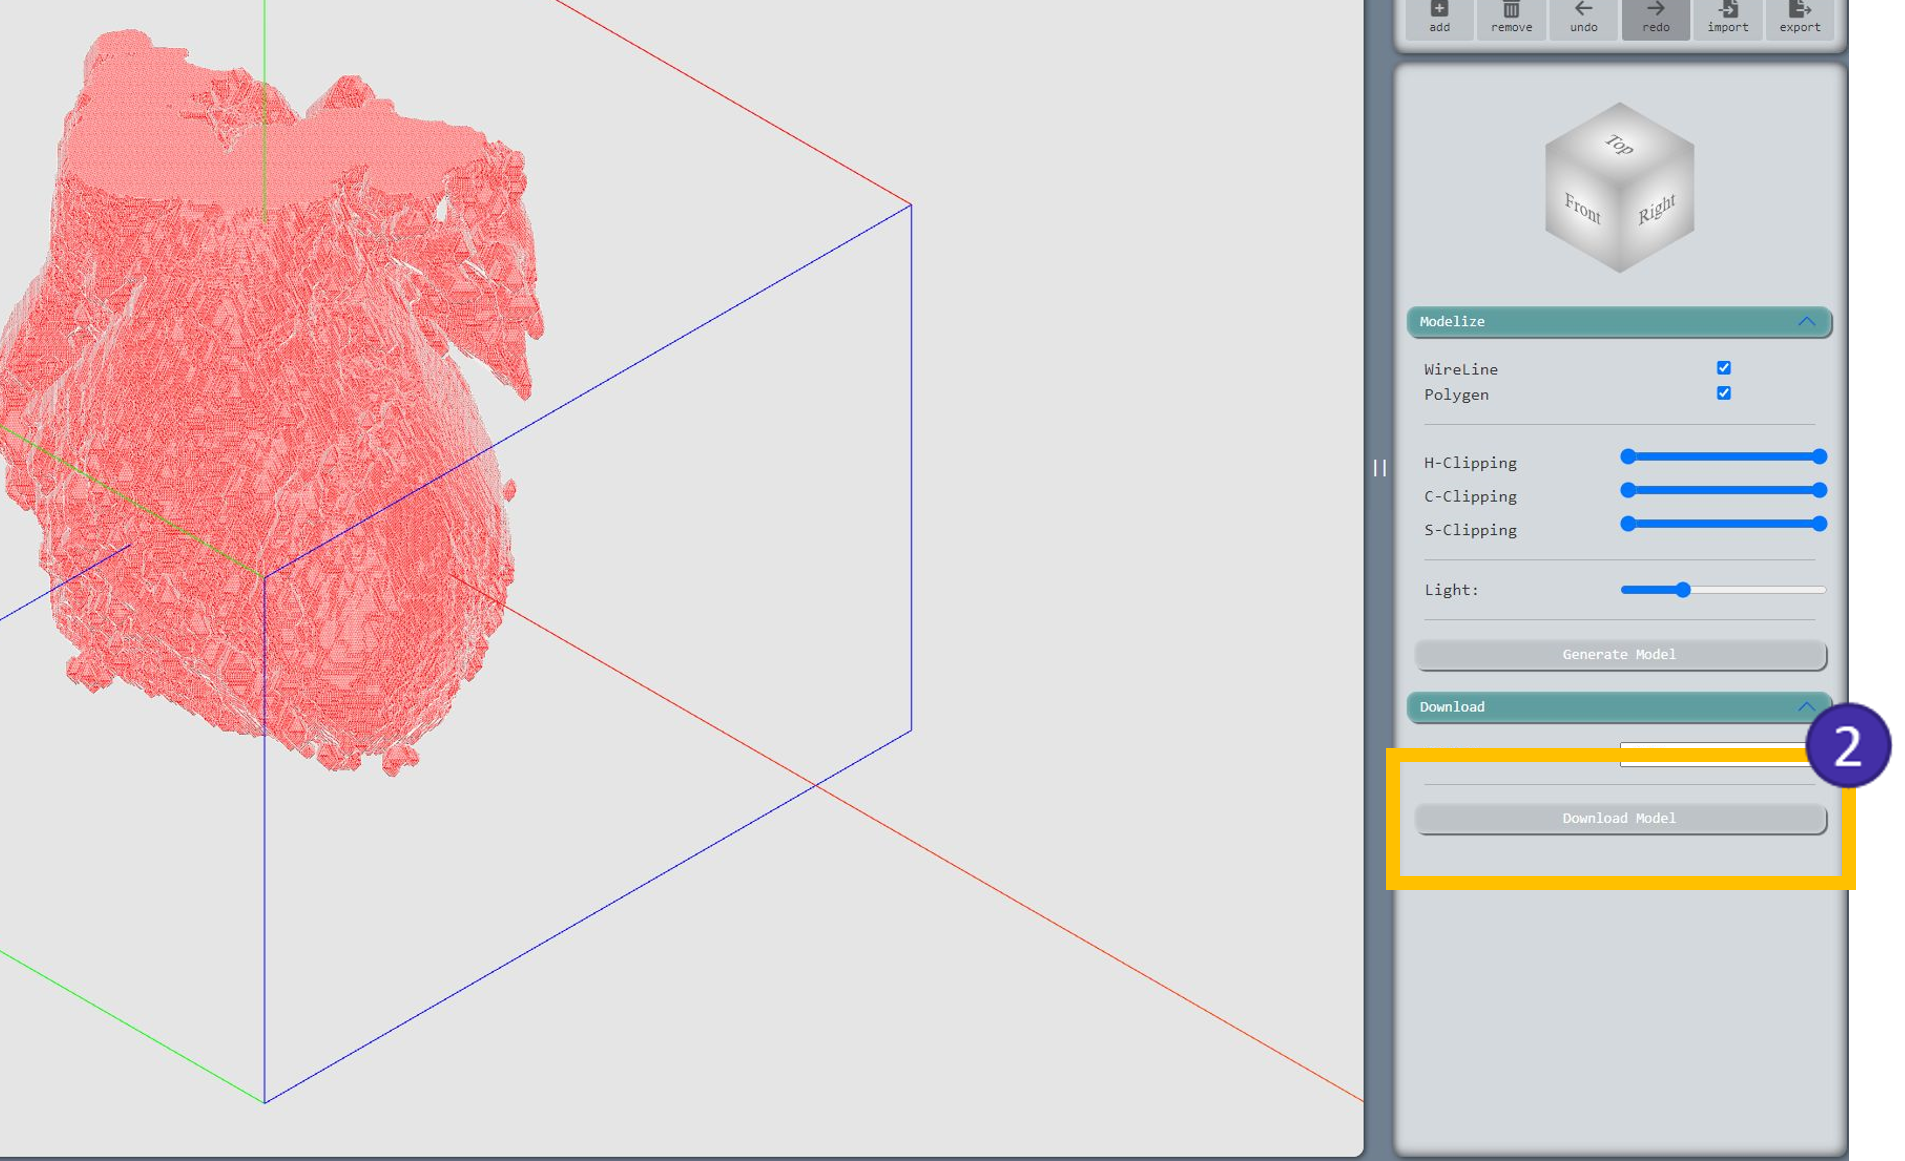 add remove undo redo import export
Top
Front Right
Modelize
WireLine
Polygen
H-Clipping
C-Clipping
S-Clipping
Light:
Generate Model
Download
2
Download Model